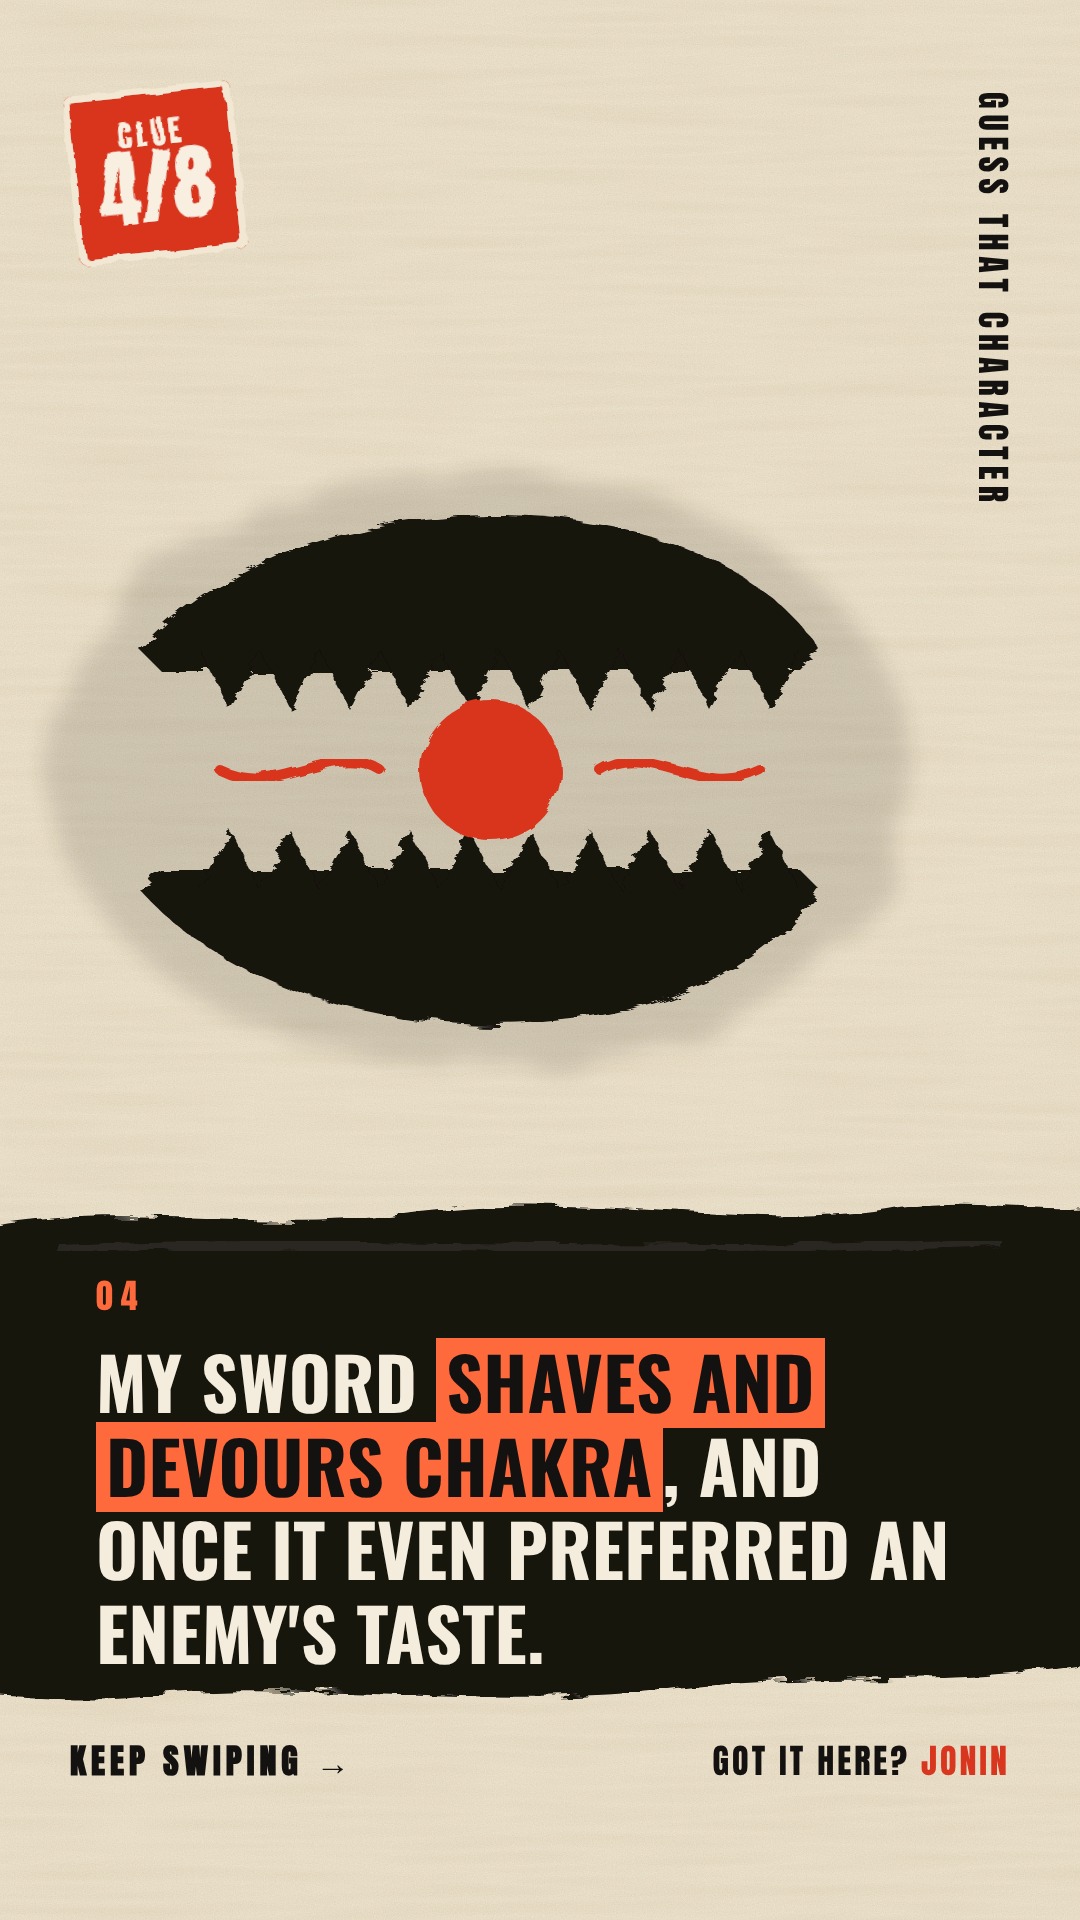 CLUE
4/8
GUESS THAT CHARACTER
04
MY SWORD SHAVES AND
DEVOURS CHAKRA, AND
ONCE IT EVEN PREFERRED AN
ENEMY'S TASTE.
KEEP SWIPING →
GOT IT HERE? JONIN